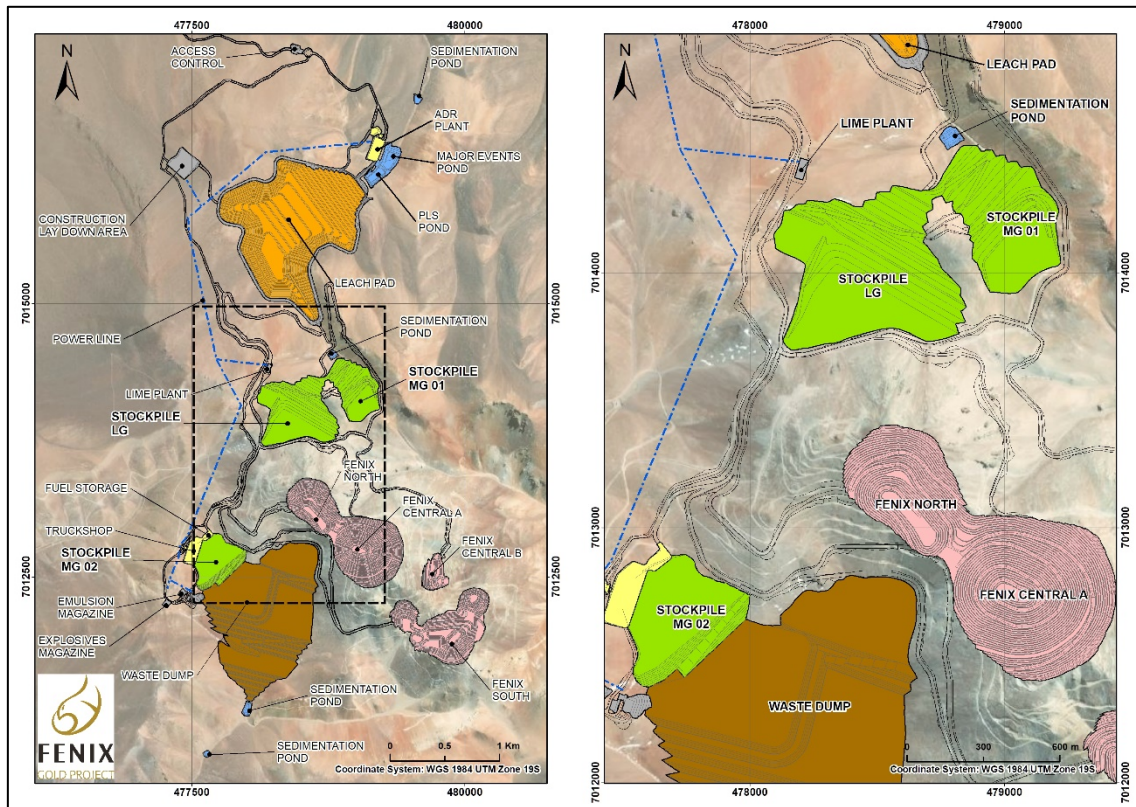 477500
480000
N
ACCESS
CONTROL
SEDIMENTATION
POND
ADR
PLANT
MAJOR EVENTS
POND
CONSTRUCTION
LAY DOWN AREA
PLS
POND
LEACH PAD
7015000
7015000
POWER LINE
SEDIMENTATION
POND
LIME PLANT
STOCKPILE
MG 01
STOCKPILE
LG
FENIX
NORTH
FUEL STORAGE
FENIX
CENTRAL A
TRUCKSHOP
STOCKPILE
MG 02
FENIX
CENTRAL B
7012500
7012500
EMULSION
MAGAZINE
EXPLOSIVES
MAGAZINE
WASTE DUMP
FENIX
SOUTH
SEDIMENTATION
POND
SEDIMENTATION
POND
FENIX
GOLD PROJECT
0 0.5 1 Km
Coordinate System: WGS 1984 UTM Zone 19S
477500
480000
478000
479000
N
LEACH PAD
LIME PLANT
SEDIMENTATION
POND
STOCKPILE
MG 01
STOCKPILE
LG
7014000
7014000
FENIX NORTH
7013000
7013000
FENIX CENTRAL A
STOCKPILE
MG 02
WASTE DUMP
0 300 600 m
Coordinate System: WGS 1984 UTM Zone 19S
7012000
7012000
478000
479000